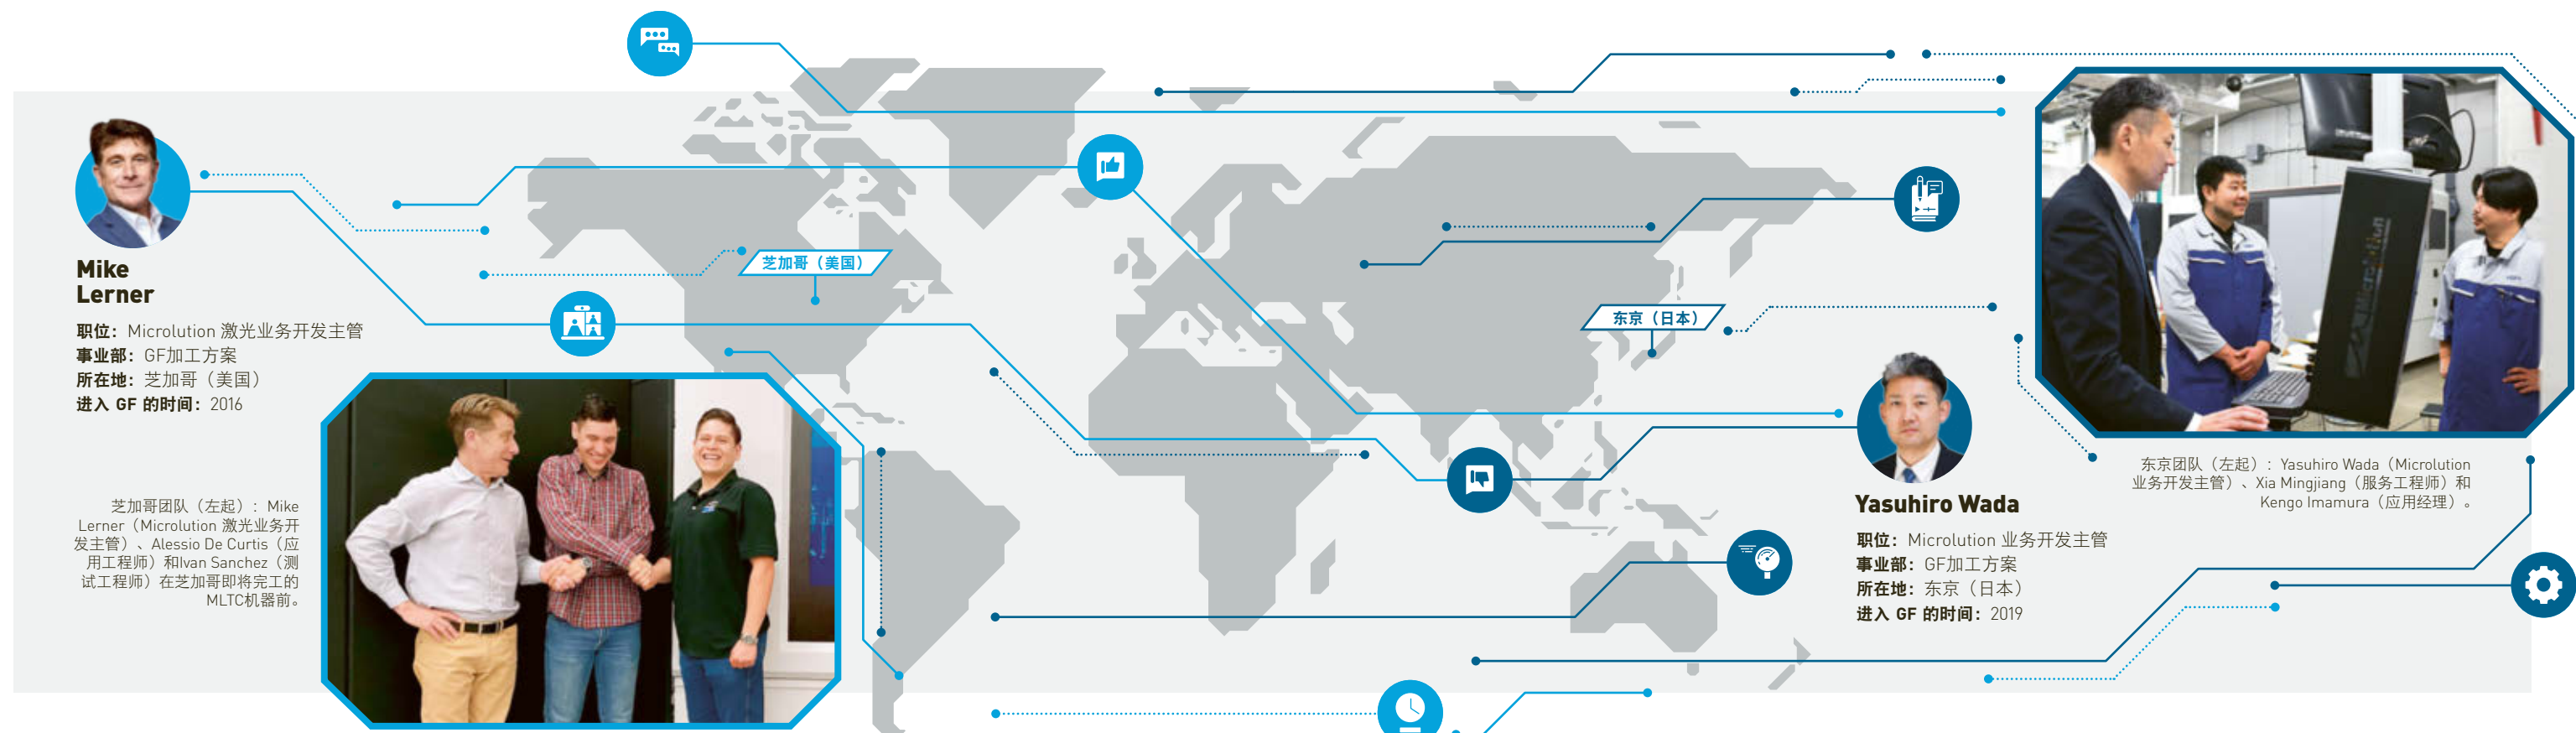 Mike
Lerner
职位：Microlution 激光业务开发主管
事业部：GF加工方案
所在地：芝加哥（美国）
进入 GF 的时间：2016
芝加哥团队（左起）：Mike
Lerner（Microlution 激光业务开
发主管）、Alessio De Curtis（应
用工程师）和Ivan Sanchez（测
试工程师）在芝加哥即将完工的
MLTC机器前。
芝加哥（美国）
东京（日本）
Microlution
Yasuhiro Wada
职位：Microlution 业务开发主管
事业部：GF加工方案
所在地：东京（日本）
进入 GF 的时间：2019
东京团队（左起）：Yasuhiro Wada（Microlution
业务开发主管）、Xia Mingjiang（服务工程师）和
Kengo Imamura（应用经理）。